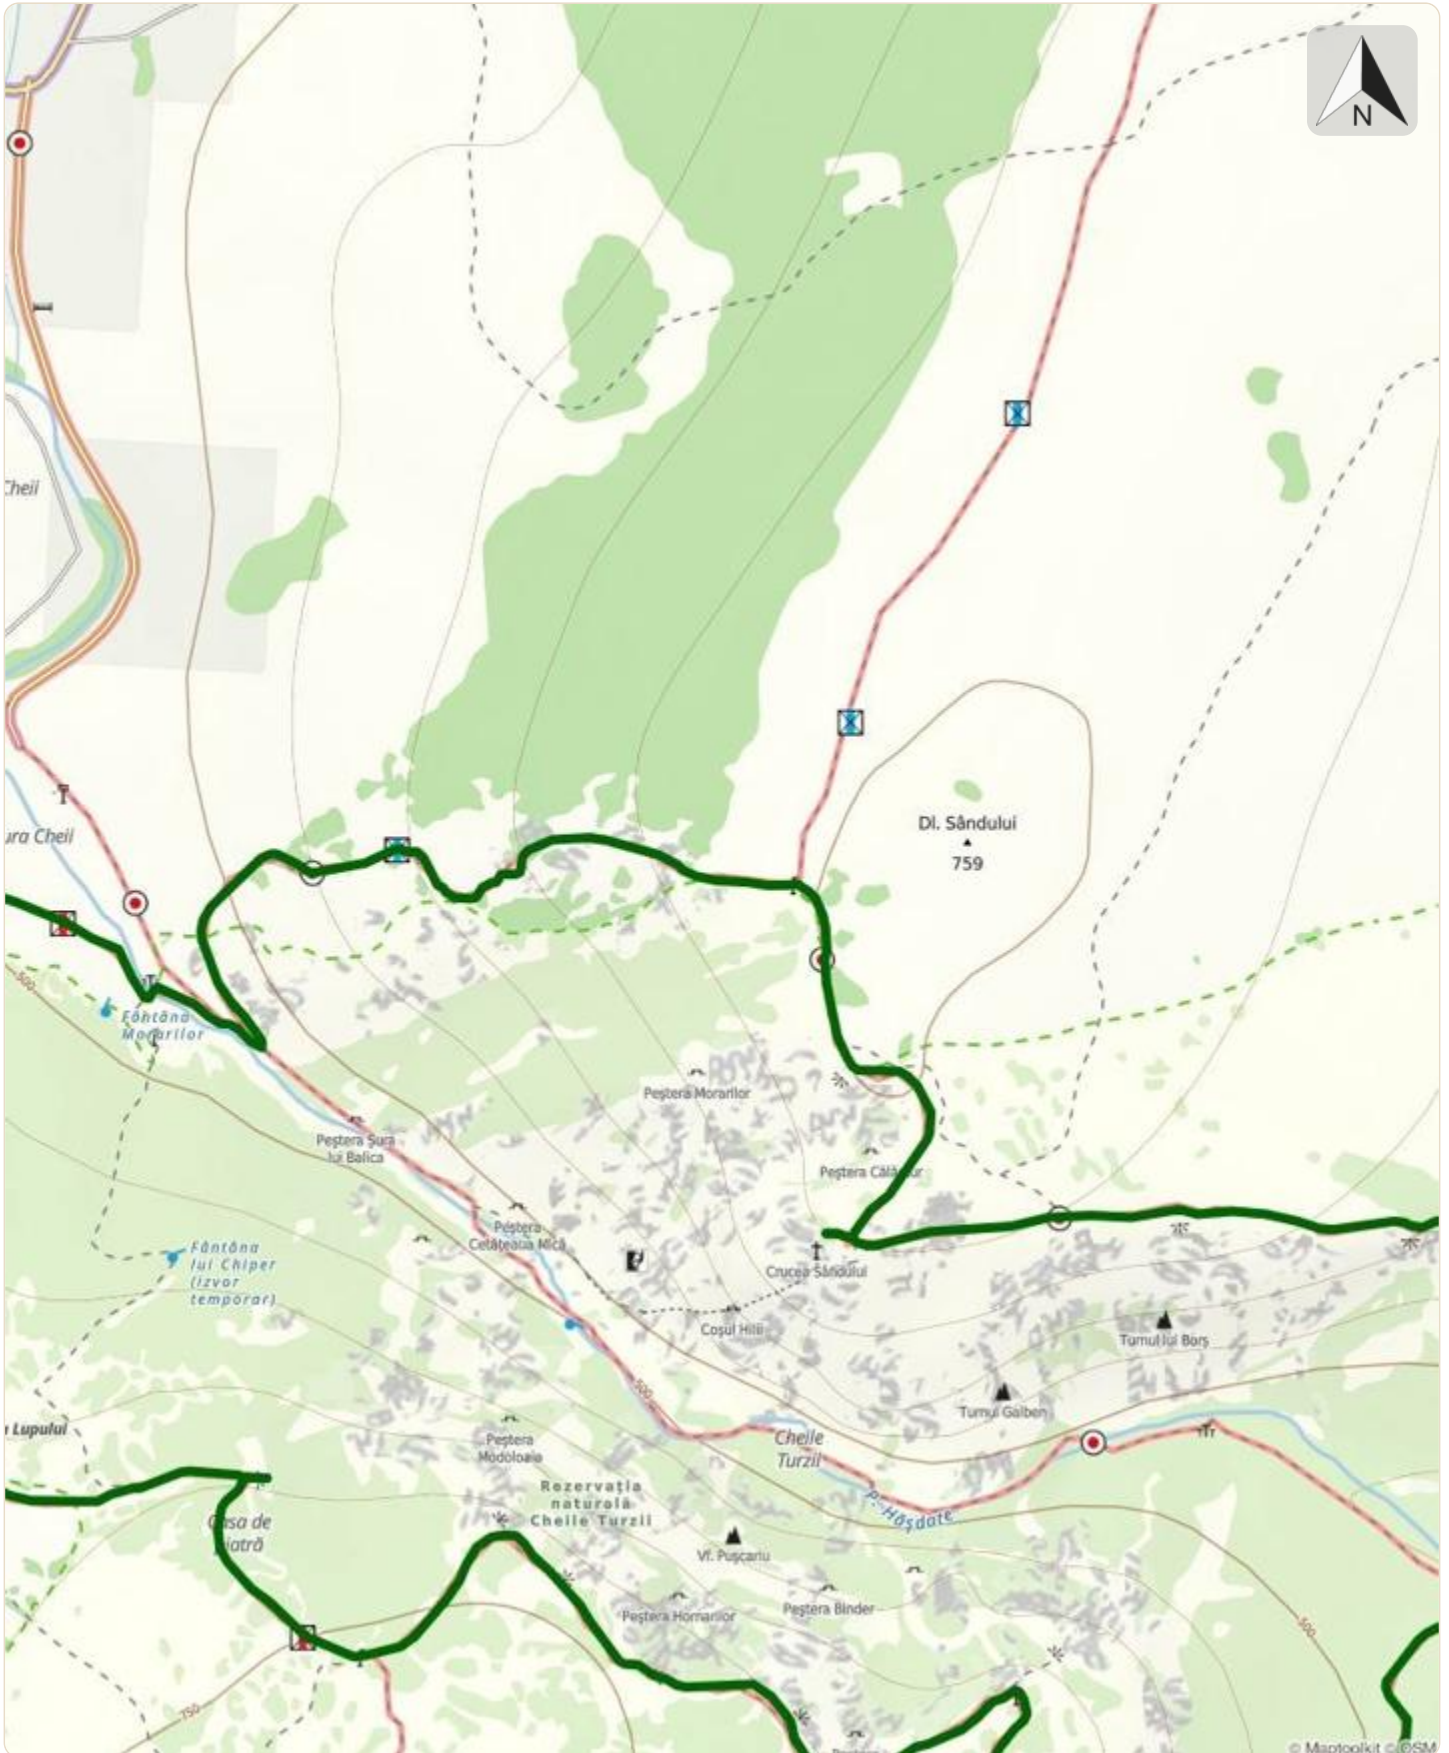 N
Cheii
ura Cheii
Dl. Sândului
759
500
Fântâna
Morarilor
Peștera Morarilor
Peștera Șura
lui Balica
Peștera
Cetățeaua Mică
Crucea Sândului
Fântâna
lui Chiper
(izvor
temporar)
Coșul Hilii
Turnul lui Borș
500
Turnul Galben
Lupului
Peștera
Modoloaia
Cheile
Turzii
Rezervația
naturală
Cheile Turzii
P. Hășdate
Casa de
piatră
Vf. Pușcariu
Peștera Hornarilor
Peștera Binder
500
750
© Maptoolkit © OSM